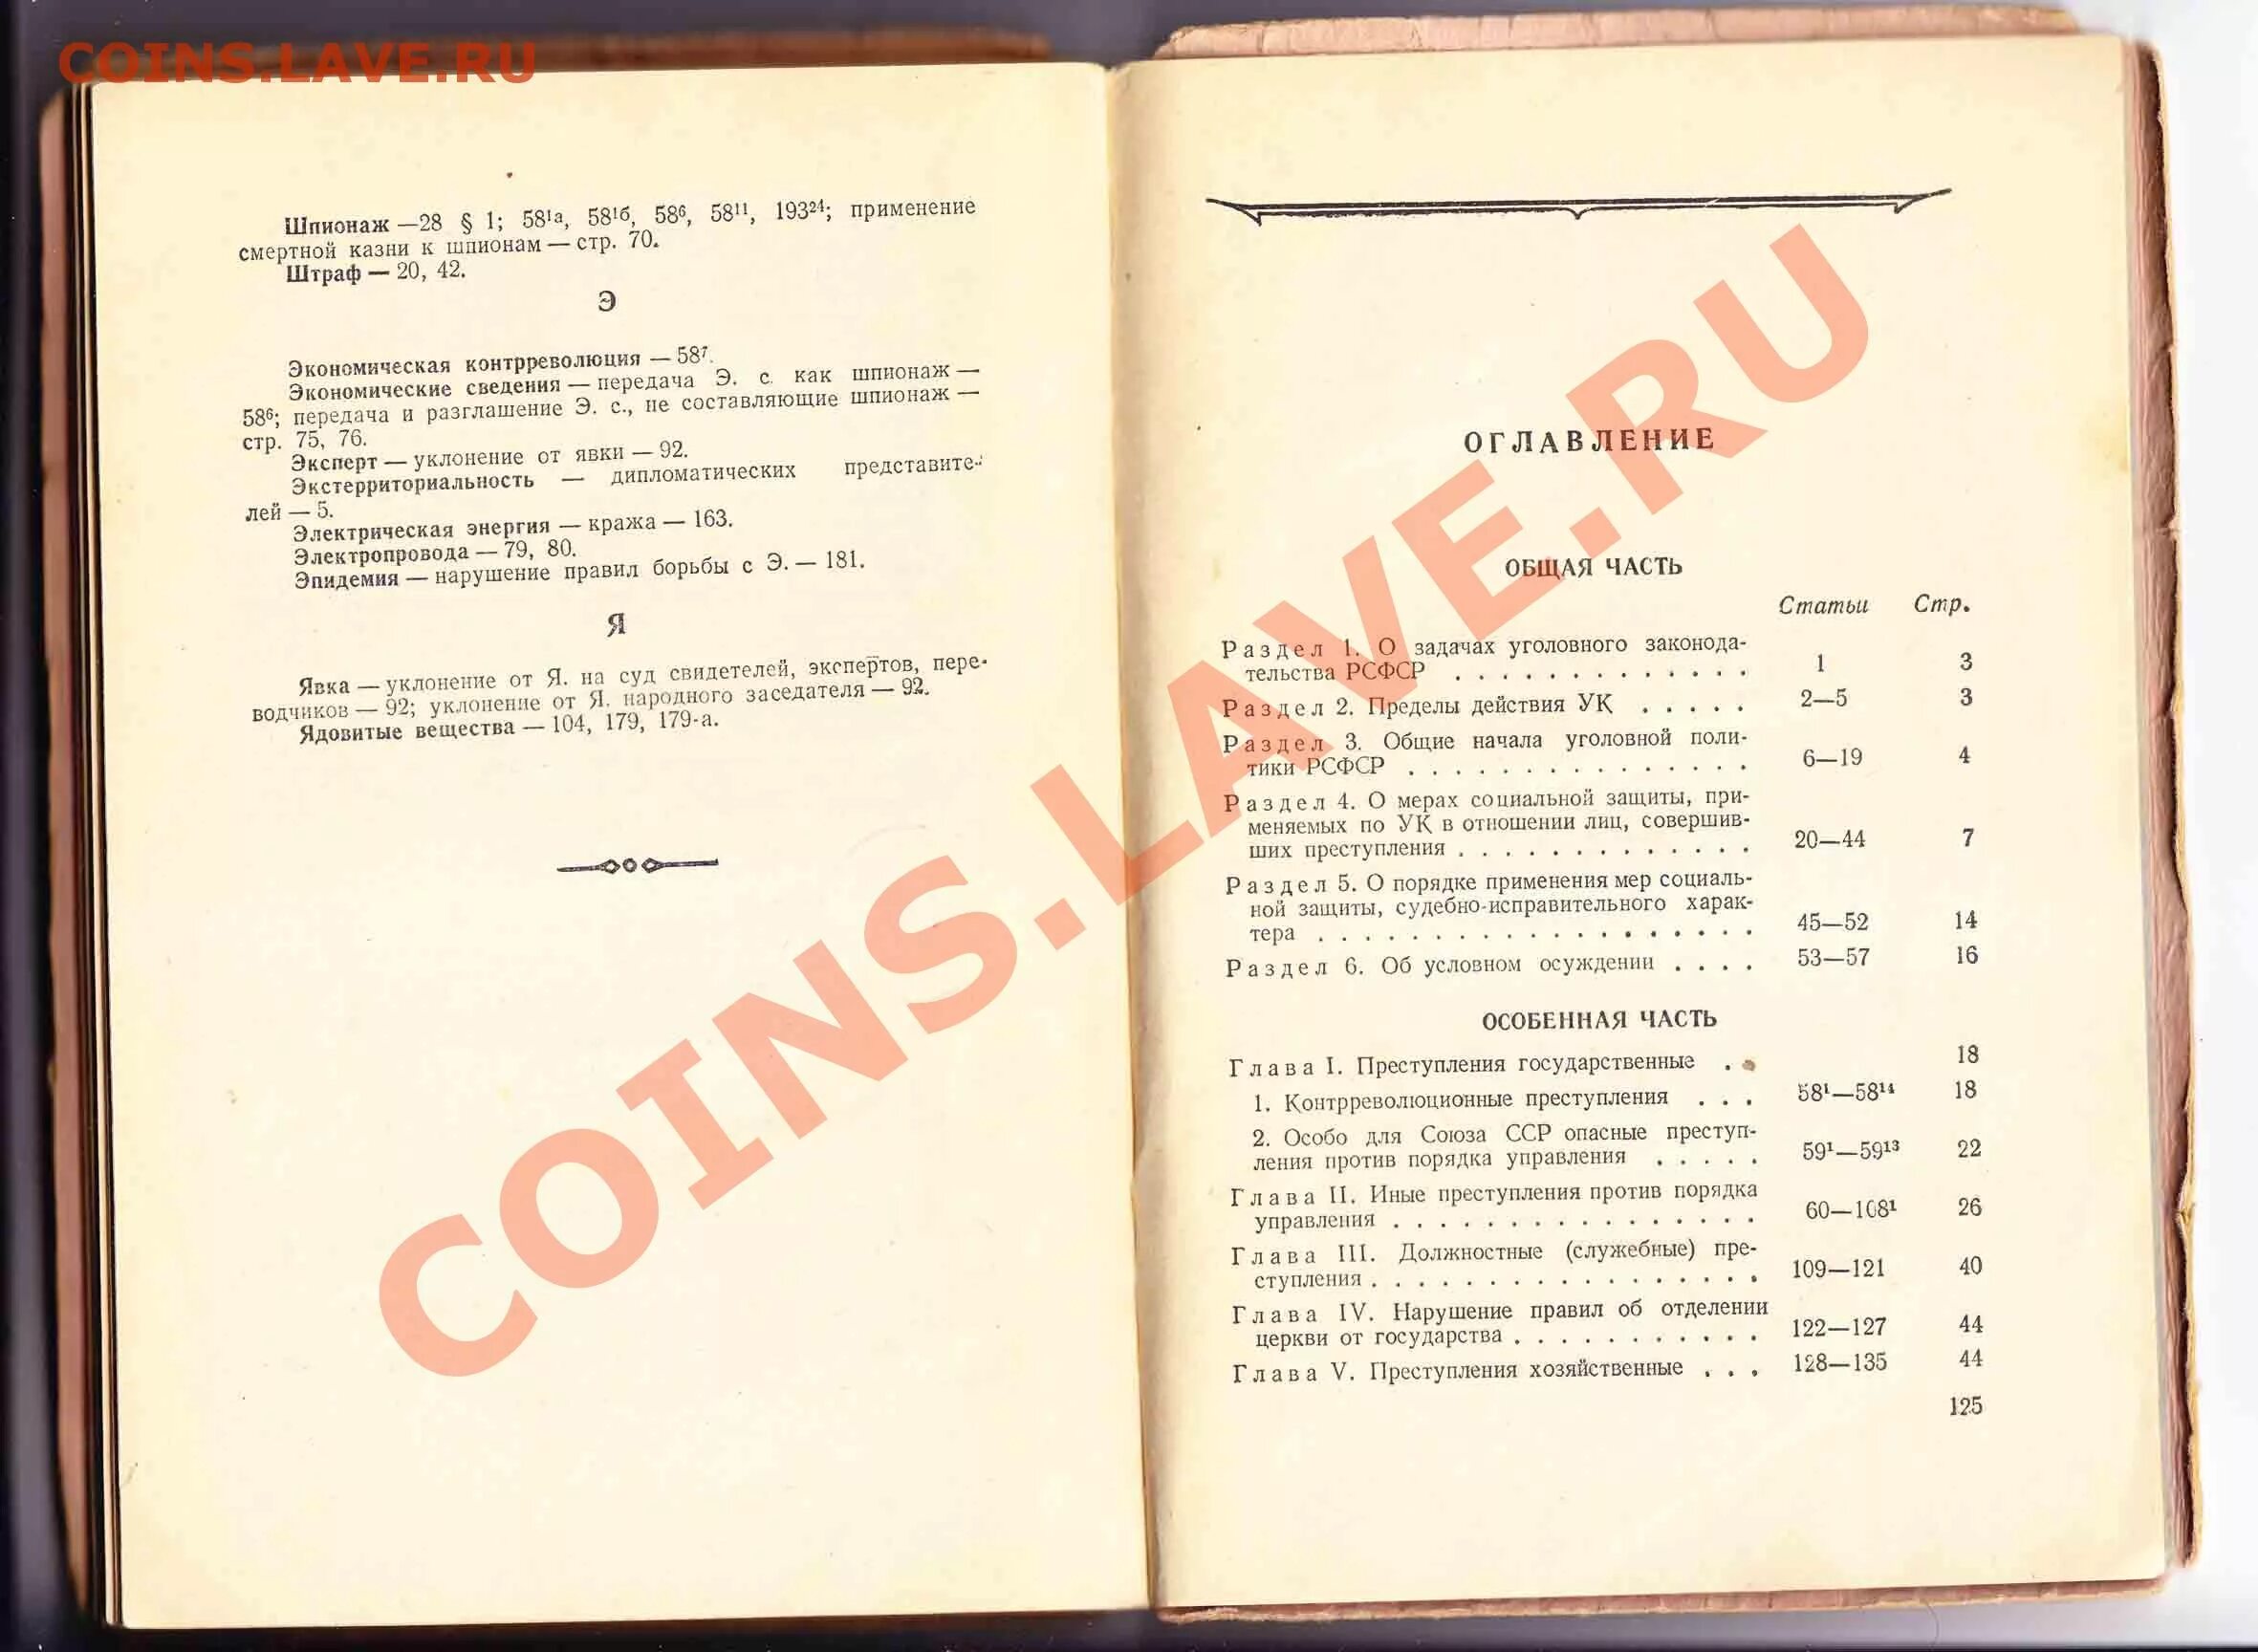 COINS.LAVE.RU
Шпионаж —28 § 1; 58¹ᵃ, 58¹ᵇ, 58⁶, 58¹¹, 193²⁴; применение
смертной казни к шпионам — стр. 70.
Штраф — 20, 42.
Э
Экономическая контрреволюция — 58⁷.
Экономические сведения — передача Э. с. как шпионаж —
58⁶; передача и разглашение Э. с., не составляющие шпионаж —
стр. 75, 76.
Эксперт — уклонение от явки — 92.
Экстерриториальность — дипломатических представите-
лей — 5.
Электрическая энергия — кража — 163.
Электропровода — 79, 80.
Эпидемия — нарушение правил борьбы с Э. — 181.
Я
Явка — уклонение от Я. на суд свидетелей, экспертов, пере-
водчиков — 92; уклонение от Я. народного заседателя — 92.
Ядовитые вещества — 104, 179, 179-а.
ОГЛАВЛЕНИЕ
ОБЩАЯ ЧАСТЬ
Статьи Стр.
Раздел 1. О задачах уголовного законода-
тельства РСФСР . . . . . . . . . . . . . 1 3
Раздел 2. Пределы действия УК . . . . . 2—5 3
Раздел 3. Общие начала уголовной поли-
тики РСФСР . . . . . . . . . . . . . . . 6—19 4
Раздел 4. О мерах социальной защиты, при-
меняемых по УК в отношении лиц, совершив-
ших преступления . . . . . . . . . . . . . 20—44 7
Раздел 5. О порядке применения мер социаль-
ной защиты, судебно-исправительного харак-
тера . . . . . . . . . . . . . . . . . . . 45—52 14
Раздел 6. Об условном осуждении . . . . 53—57 16
ОСОБЕННАЯ ЧАСТЬ
Глава I. Преступления государственные . . 18
1. Контрреволюционные преступления . . . 58¹—58¹⁴ 18
2. Особо для Союза ССР опасные преступ-
ления против порядка управления . . . . . 59¹—59¹³ 22
Глава II. Иные преступления против порядка
управления . . . . . . . . . . . . . . . . 60—108¹ 26
Глава III. Должностные (служебные) пре-
ступления . . . . . . . . . . . . . . . . . 109—121 40
Глава IV. Нарушение правил об отделении
церкви от государства . . . . . . . . . . . 122—127 44
Глава V. Преступления хозяйственные . . . 128—135 44
125
COINS.LAVE.RU